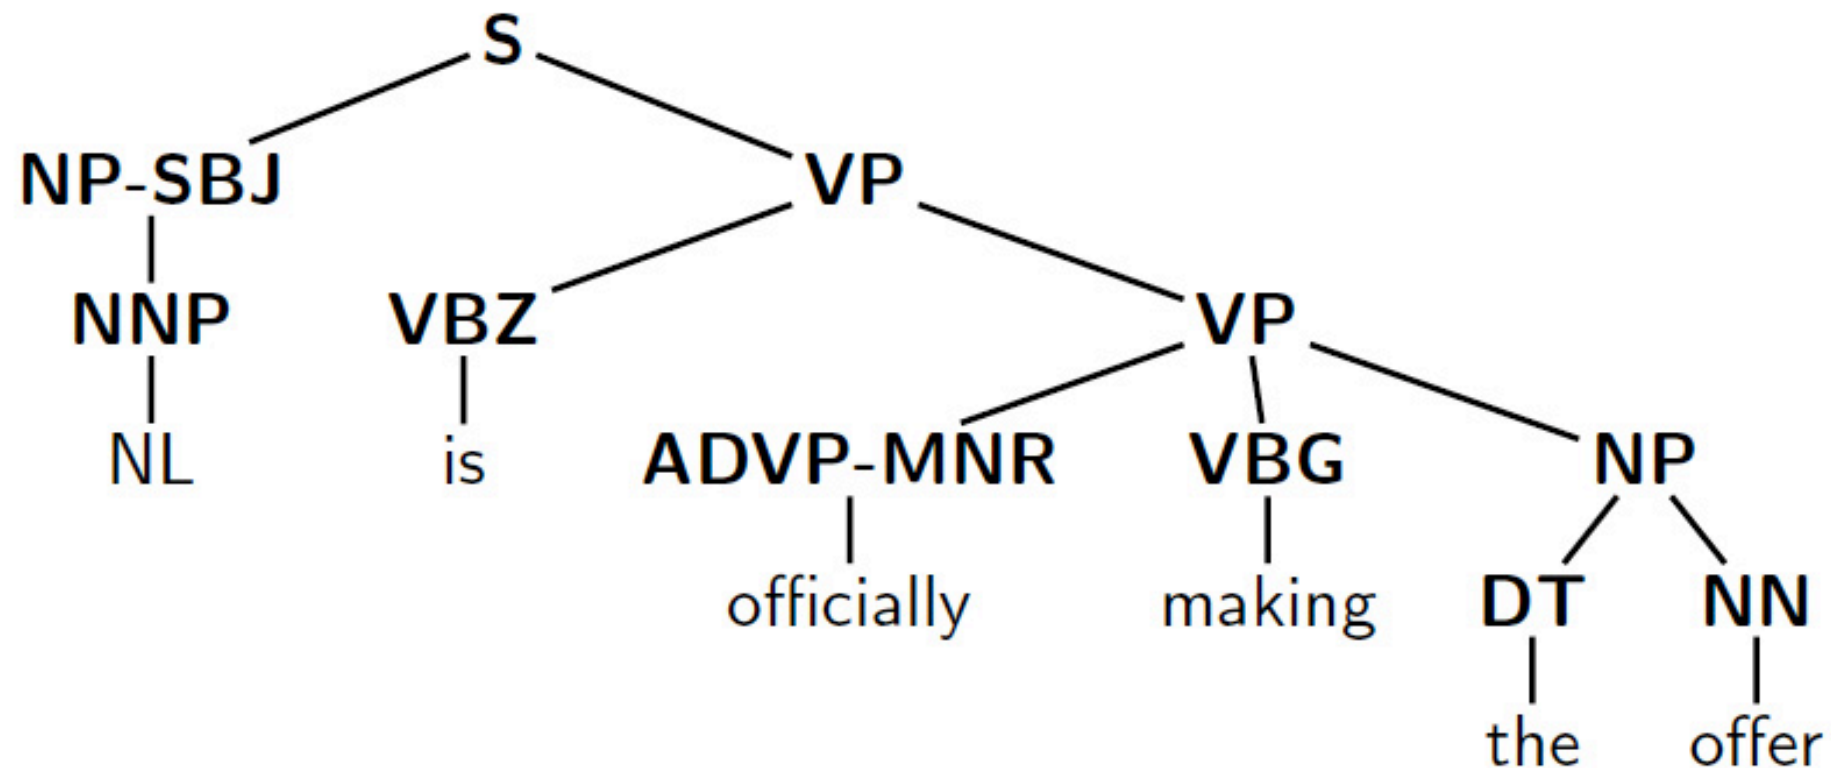 S
NP-SBJ VP
NNP VBZ VP
NL is ADVP-MNR VBG NP
officially making DT NN
the offer